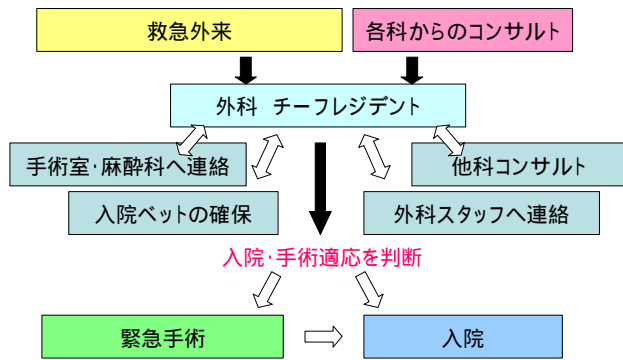 救急外来
各科からのコンサルト
外科 チーフレジデント
手術室・麻酔科へ連絡
他科コンサルト
入院ベットの確保
外科スタッフへ連絡
入院・手術適応を判断
緊急手術
入院